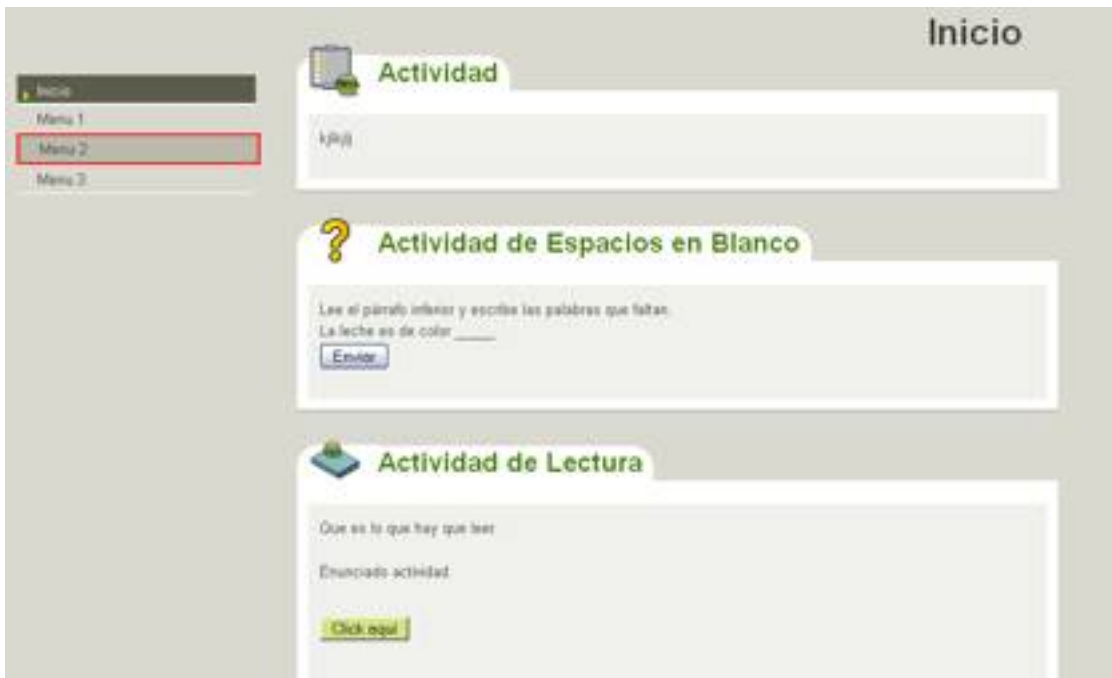 Inicio
Inicio
Menu 1
Menu 2
Menu 3
Actividad
Actividad de Espacios en Blanco
Lee el párrafo inferior y escribe las palabras que faltan.
La leche es de color _____
Enviar
Actividad de Lectura
Que es lo que hay que leer
Enunciado actividad
Click aquí